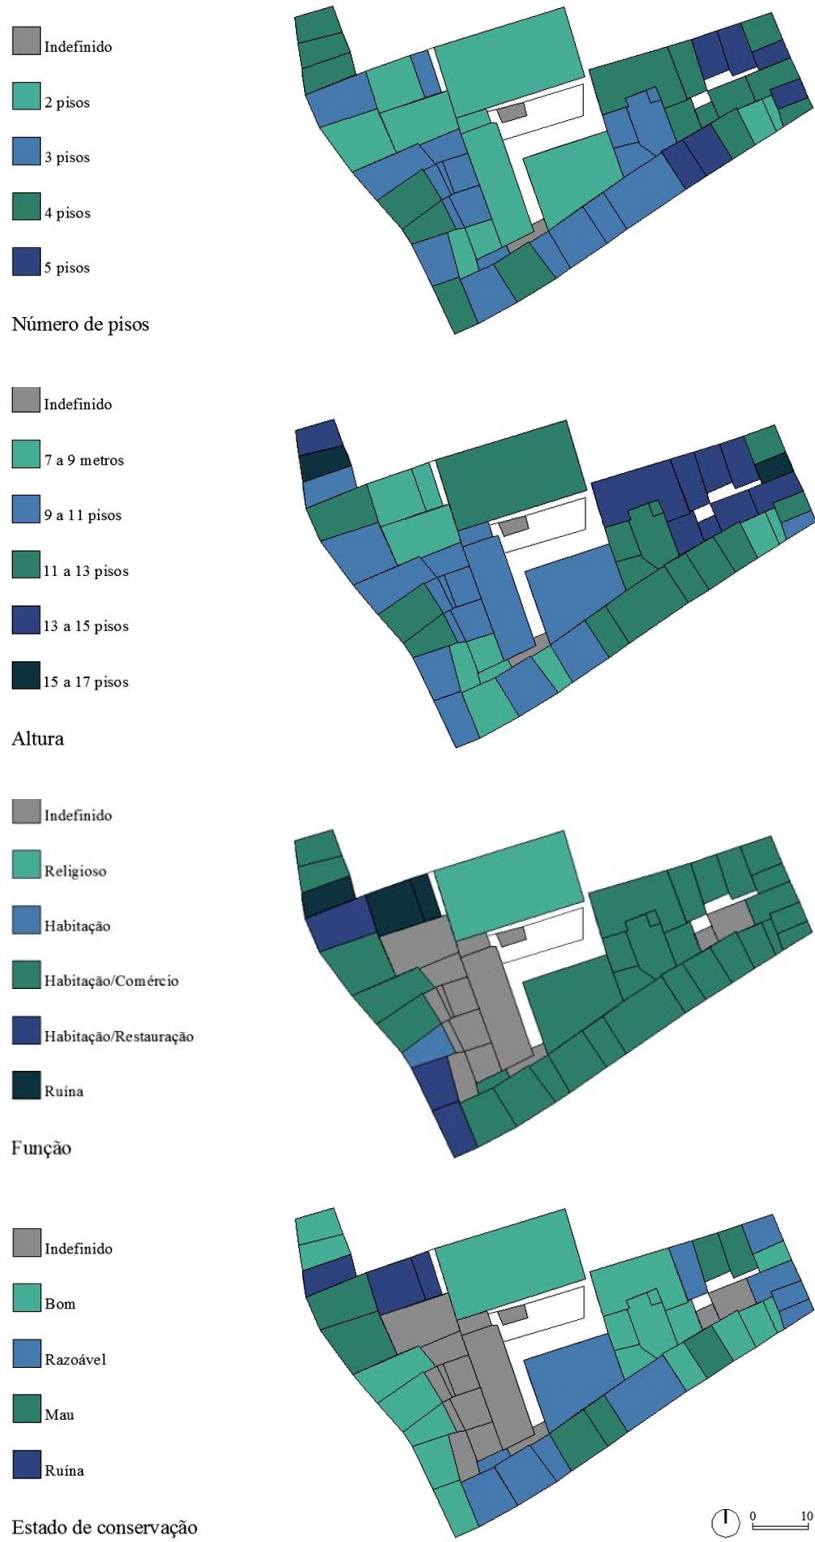 Indefinido
2 pisos
3 pisos
4 pisos
5 pisos
Número de pisos
Indefinido
7 a 9 metros
9 a 11 pisos
11 a 13 pisos
13 a 15 pisos
15 a 17 pisos
Altura
Indefinido
Religioso
Habitação
Habitação/Comércio
Habitação/Restauração
Ruína
Função
Indefinido
Bom
Razoável
Mau
Ruína
Estado de conservação
0 10